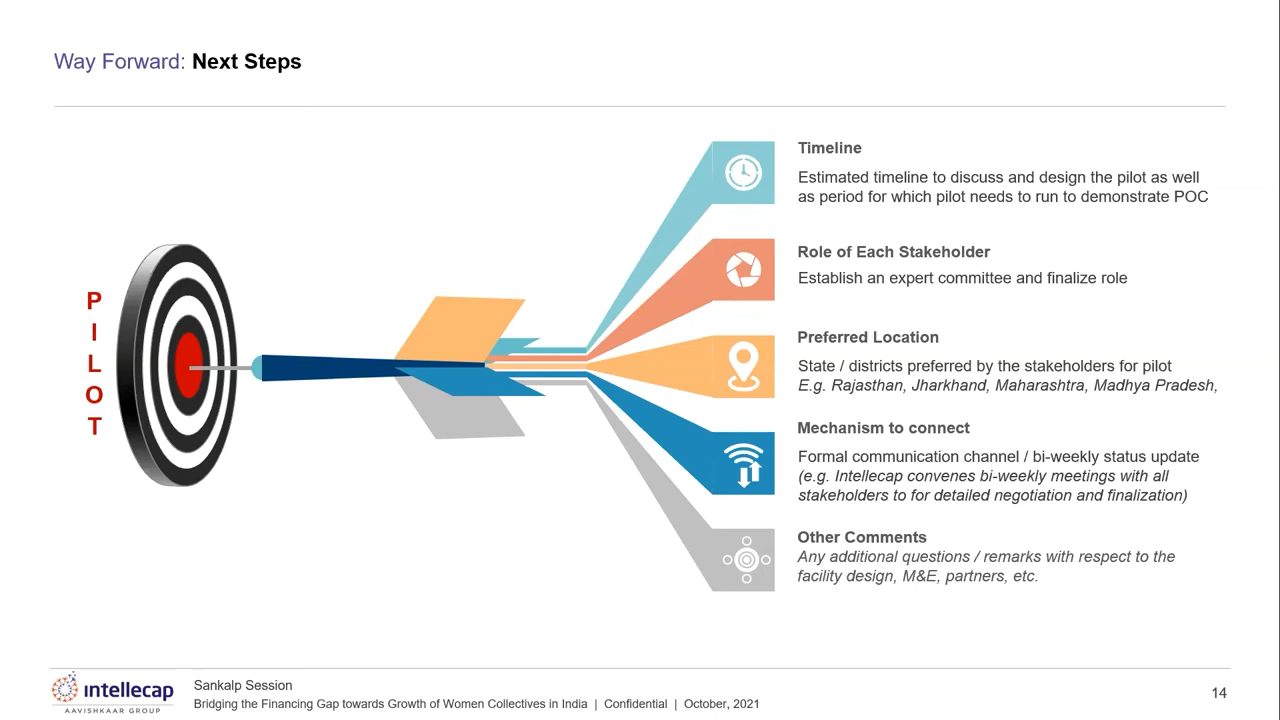 Way Forward: Next Steps
P
I
L
O
T
Timeline
Estimated timeline to discuss and design the pilot as well
as period for which pilot needs to run to demonstrate POC
Role of Each Stakeholder
Establish an expert committee and finalize role
Preferred Location
State / districts preferred by the stakeholders for pilot
E.g. Rajasthan, Jharkhand, Maharashtra, Madhya Pradesh,
Mechanism to connect
Formal communication channel / bi-weekly status update
(e.g. Intellecap convenes bi-weekly meetings with all
stakeholders to for detailed negotiation and finalization)
Other Comments
Any additional questions / remarks with respect to the
facility design, M&E, partners, etc.
intellecap
AAVISHKAAR GROUP
Sankalp Session
Bridging the Financing Gap towards Growth of Women Collectives in India | Confidential | October, 2021
14